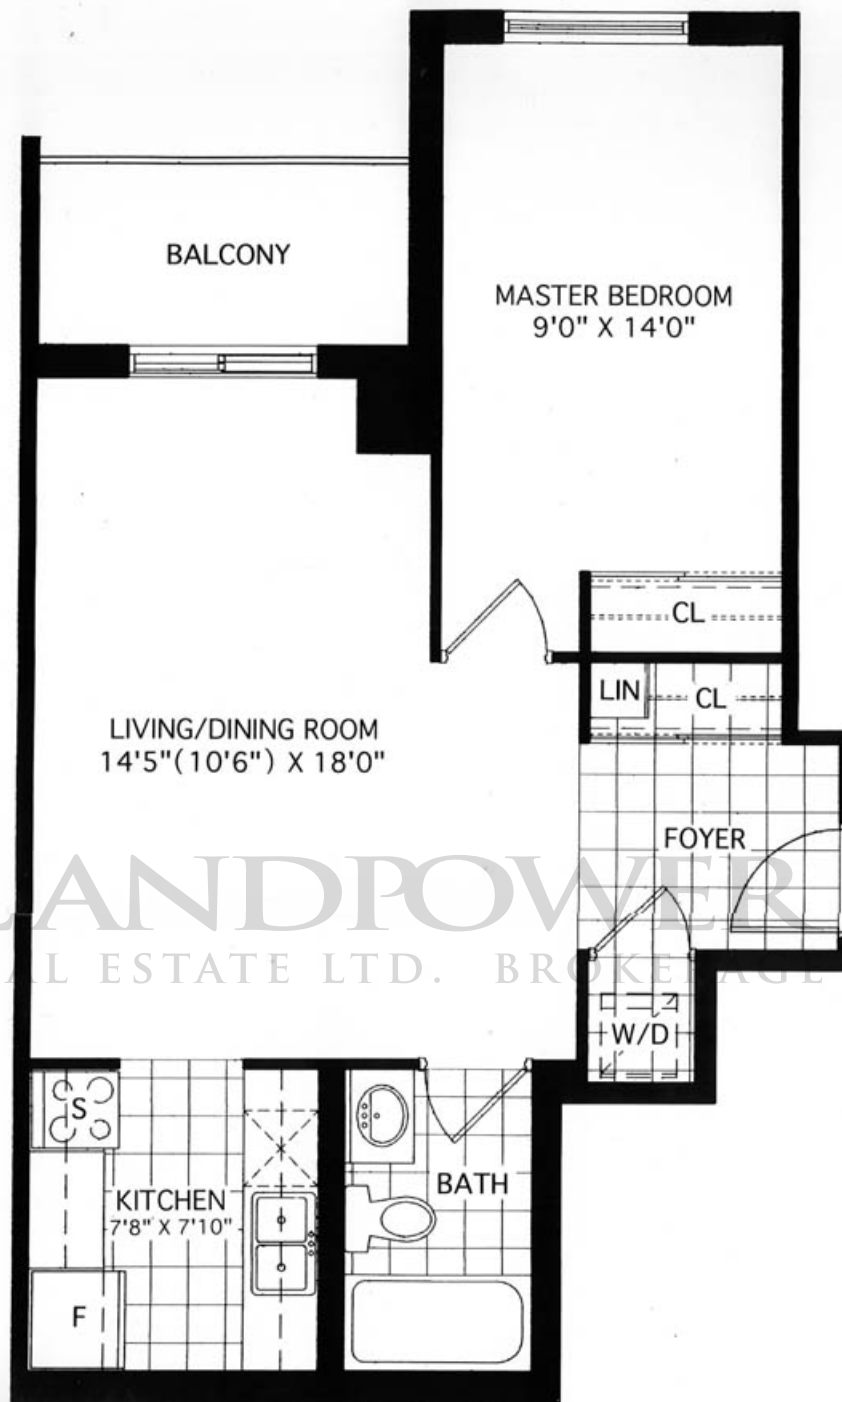 BALCONY
MASTER BEDROOM
9'0" X 14'0"
CL
LIN
CL
LIVING/DINING ROOM
14'5"(10'6") X 18'0"
FOYER
LANDPOWER
AL ESTATE LTD. BROKERAGE
W/D
S
KITCHEN
7'8" X 7'10"
BATH
F